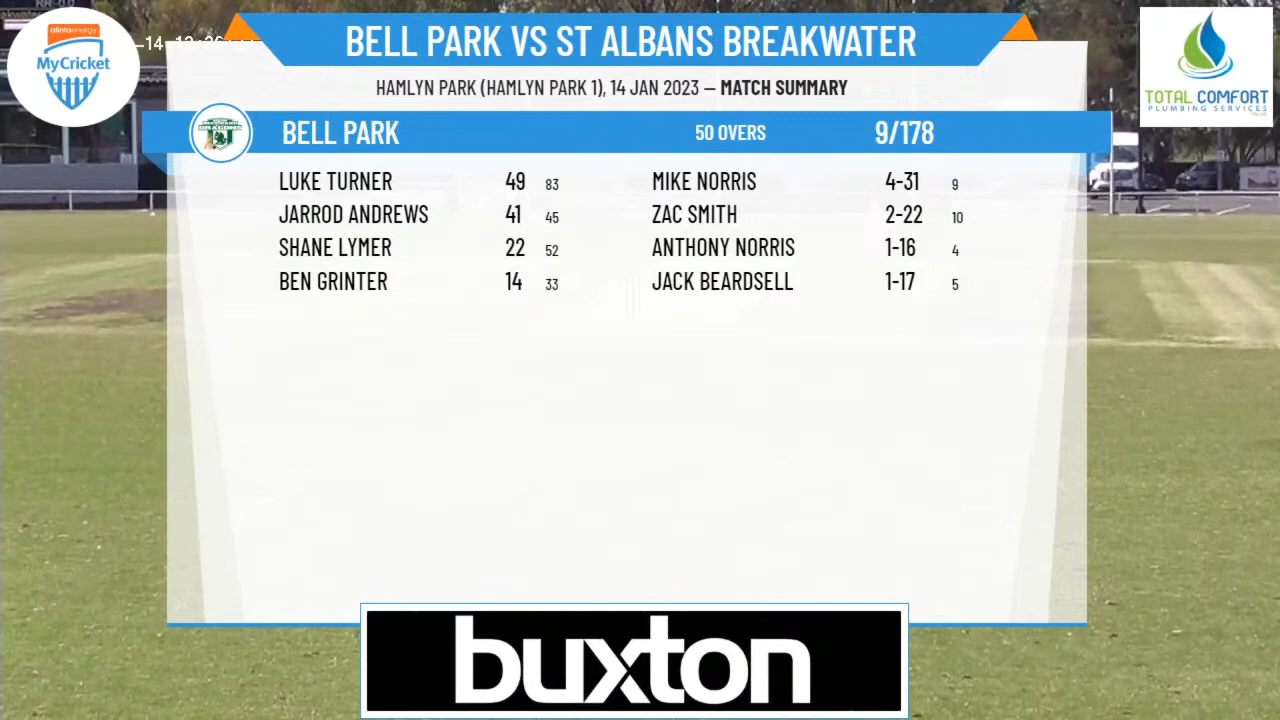 alintaenergy
MyCricket
BELL PARK VS ST ALBANS BREAKWATER
HAMLYN PARK (HAMLYN PARK 1), 14 JAN 2023 – MATCH SUMMARY
TOTAL COMFORT
PLUMBING SERVICES
BELL PARK 50 OVERS 9/178
LUKE TURNER 49 83 MIKE NORRIS 4-31 9
JARROD ANDREWS 41 45 ZAC SMITH 2-22 10
SHANE LYMER 22 52 ANTHONY NORRIS 1-16 4
BEN GRINTER 14 33 JACK BEARDSELL 1-17 5
buxton